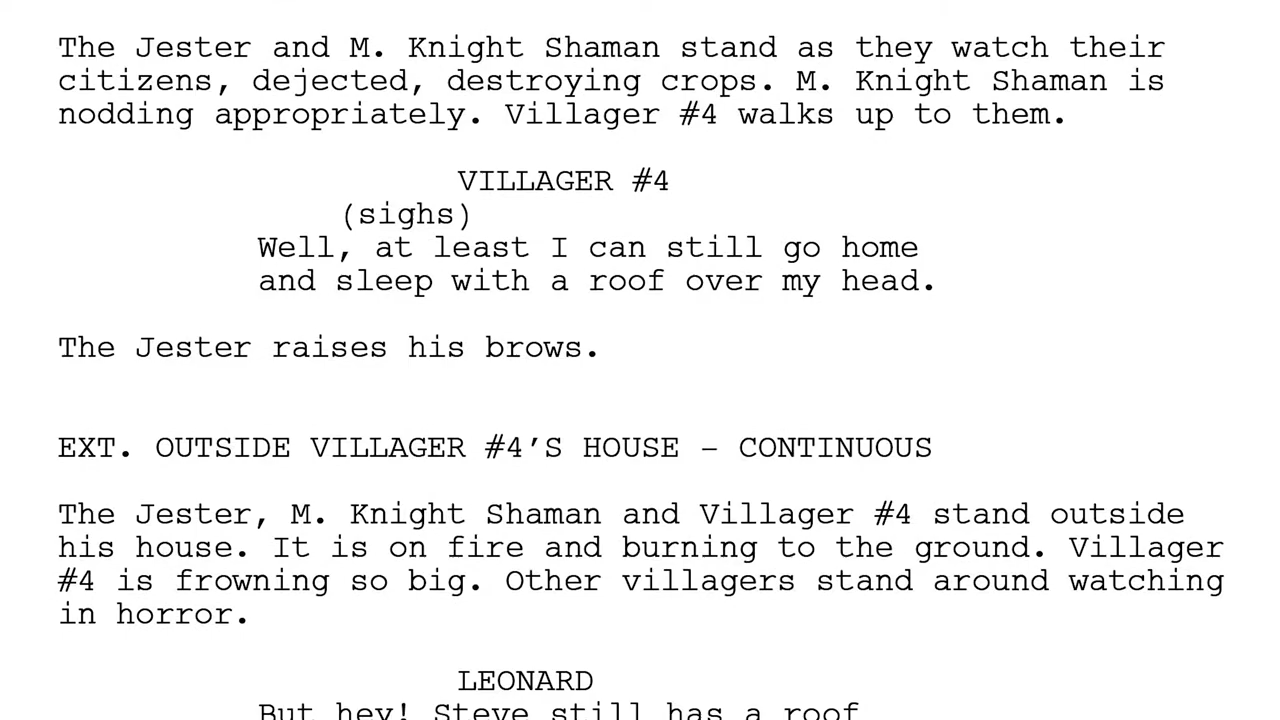 The Jester and M. Knight Shaman stand as they watch their
citizens, dejected, destroying crops. M. Knight Shaman is
nodding appropriately. Villager #4 walks up to them.
VILLAGER #4
(sighs)
Well, at least I can still go home
and sleep with a roof over my head.
The Jester raises his brows.
EXT. OUTSIDE VILLAGER #4’S HOUSE – CONTINUOUS
The Jester, M. Knight Shaman and Villager #4 stand outside
his house. It is on fire and burning to the ground. Villager
#4 is frowning so big. Other villagers stand around watching
in horror.
LEONARD
But hey! Steve still has a roof